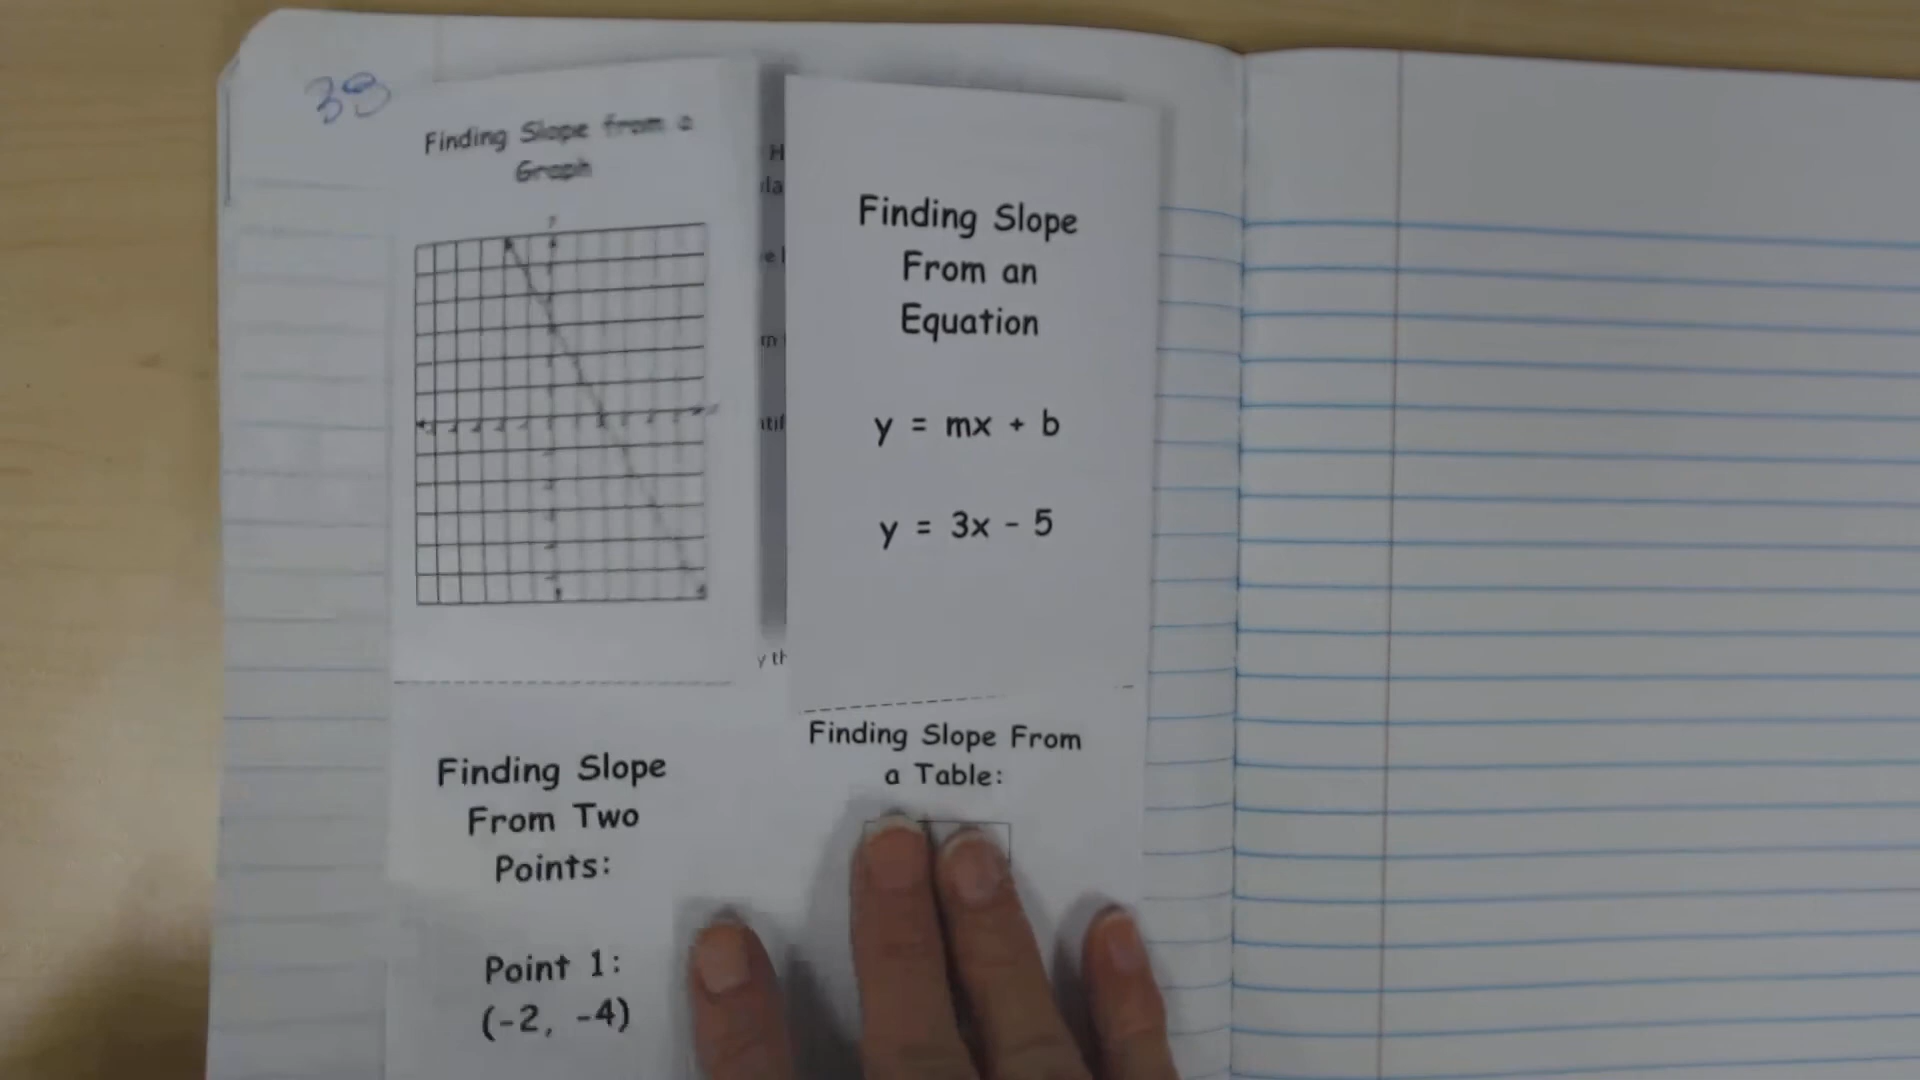 39
Finding Slope from a
Graph
Finding Slope
From an
Equation
y = mx + b
y = 3x - 5
Finding Slope
From Two
Points:
Point 1:
(-2, -4)
Finding Slope From
a Table: